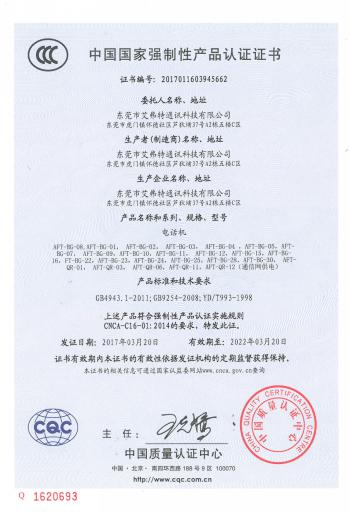 中国国家强制性产品认证证书
证书编号: 2017011603945662
委托人名称、地址
东莞市艾弗特通讯科技有限公司
东莞市虎门镇怀德社区芦狄埔37号A2栋五楼C区
生产者(制造商)名称、地址
东莞市艾弗特通讯科技有限公司
东莞市虎门镇怀德社区芦狄埔37号A2栋五楼C区
生产企业名称、地址
东莞市艾弗特通讯科技有限公司
东莞市虎门镇怀德社区芦狄埔37号A2栋五楼C区
产品名称和系列、规格、型号
电话机
AFT-BG-08, AFT-BG-01, AFT-BG-02, AFT-BG-03, AFT-BG-04 , AFT-BG-05, AFT-
BG-07, AFT-BG-09, AFT-BG-10, AFT-BG-11, AFT-BG-12, AFT-BG-13, AFT-BG-
16, FT-BG-22, AFT-BG-23, AFT-BG-24, AFT-BG-25, AFT-BG-28, AFT-BG-30, AFT-
QR-01, AFT-QR-03, AFT-QR-06, AFT-QR-11, AFT-QR-12 (通信网供电)
产品标准和技术要求
GB4943.1-2011;GB9254-2008;YD/T993-1998
上述产品符合强制性产品认证实施规则
CNCA-C16-01:2014的要求，特发此证。
发证日期: 2017年03月20日 有效期至: 2022年03月20日
证书有效期内本证书的有效性依据发证机构的定期监督获得保持。
本证书的相关信息可通过国家认监委网站www.cnca.gov.cn查询
CQC
主 任:
中国质量认证中心
中国·北京·南四环西路188号9区 100070
http://www.cqc.com.cn
CHINA QUALITY CERTIFICATION CENTRE
中国质量认证中心
Q 1620693